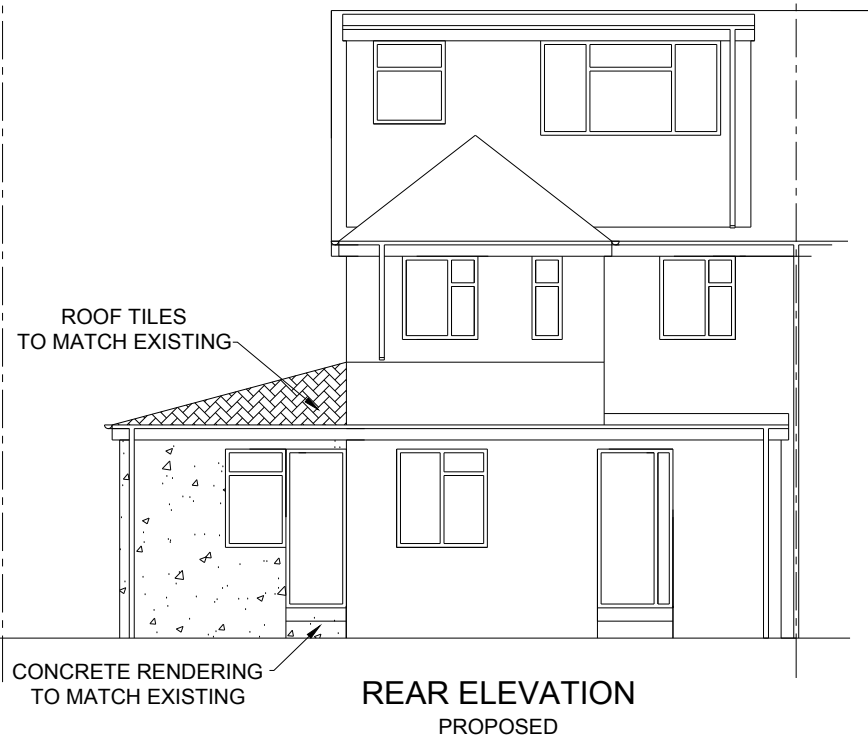 ROOF TILES
TO MATCH EXISTING
CONCRETE RENDERING
TO MATCH EXISTING
REAR ELEVATION
PROPOSED